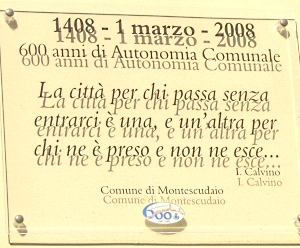 1408 - 1 marzo - 2008
600 anni di Autonomia Comunale
La città per chi passa senza
entrarci è una, e un'altra per
chi ne è preso e non ne esce...
I. Calvino
Comune di Montescudaio